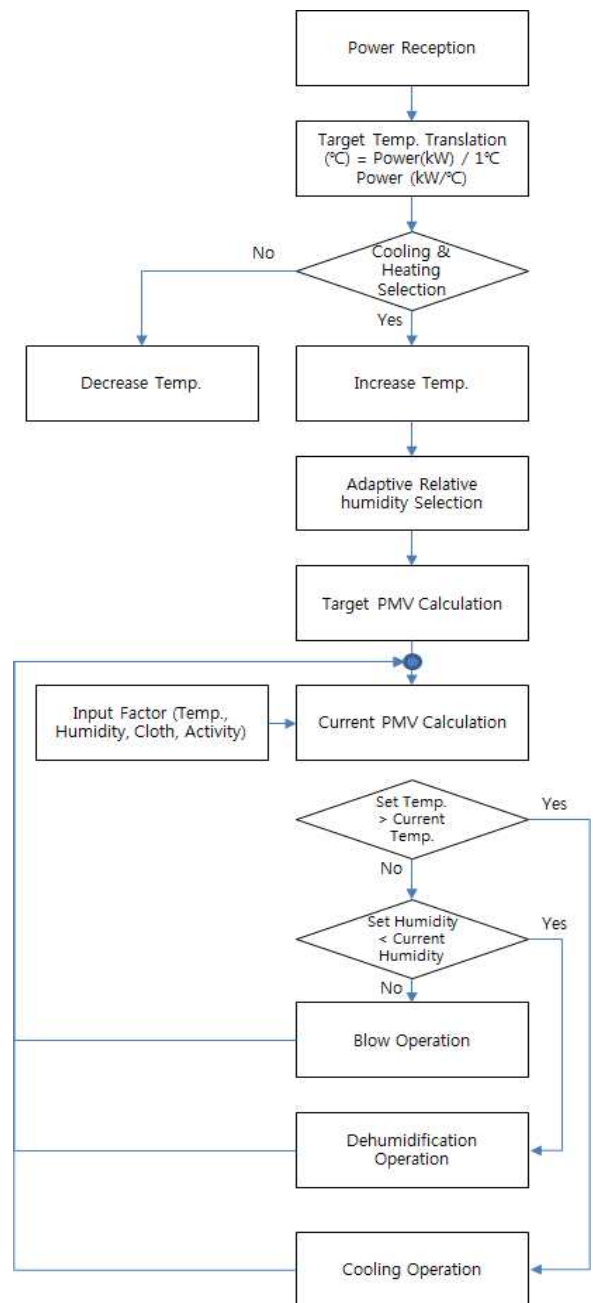 Power Reception
Target Temp. Translation
(℃) = Power(kW) / 1℃
Power (kW/℃)
No
Cooling &
Heating
Selection
Yes
Decrease Temp.
Increase Temp.
Adaptive Relative
humidity Selection
Target PMV Calculation
Input Factor (Temp.,
Humidity, Cloth, Activity)
Current PMV Calculation
Set Temp.
> Current
Temp.
Yes
No
Set Humidity
< Current
Humidity
Yes
No
Blow Operation
Dehumidification
Operation
Cooling Operation